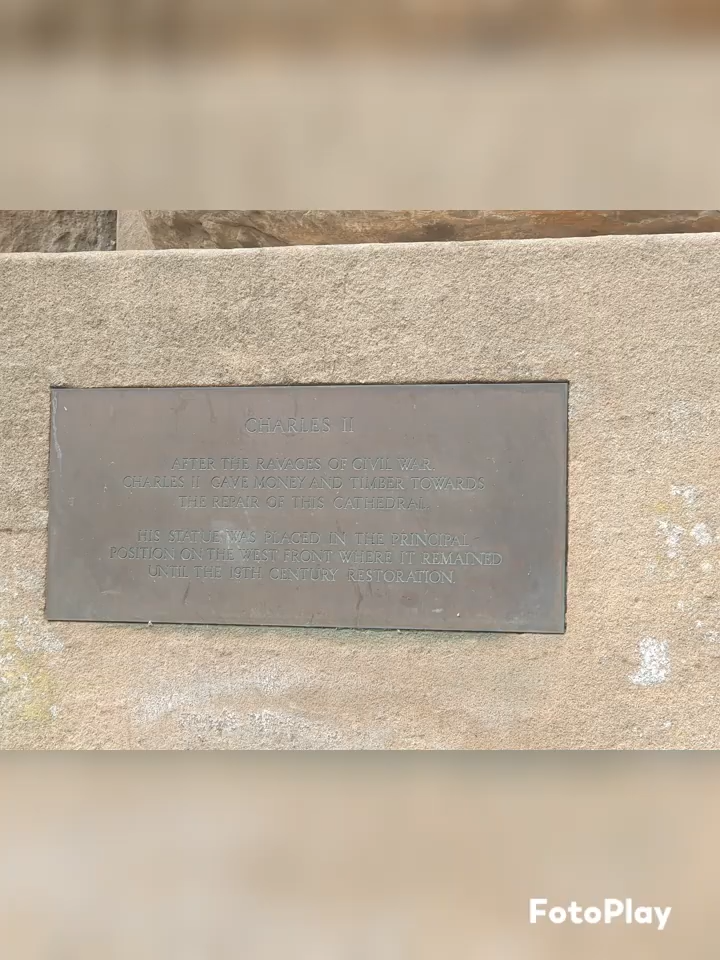 CHARLES II
AFTER THE RAVAGES OF CIVIL WAR,
CHARLES II GAVE MONEY AND TIMBER TOWARDS
THE REPAIR OF THIS CATHEDRAL.
HIS STATUE WAS PLACED IN THE PRINCIPAL
POSITION ON THE WEST FRONT WHERE IT REMAINED
UNTIL THE 19TH CENTURY RESTORATION.
FotoPlay